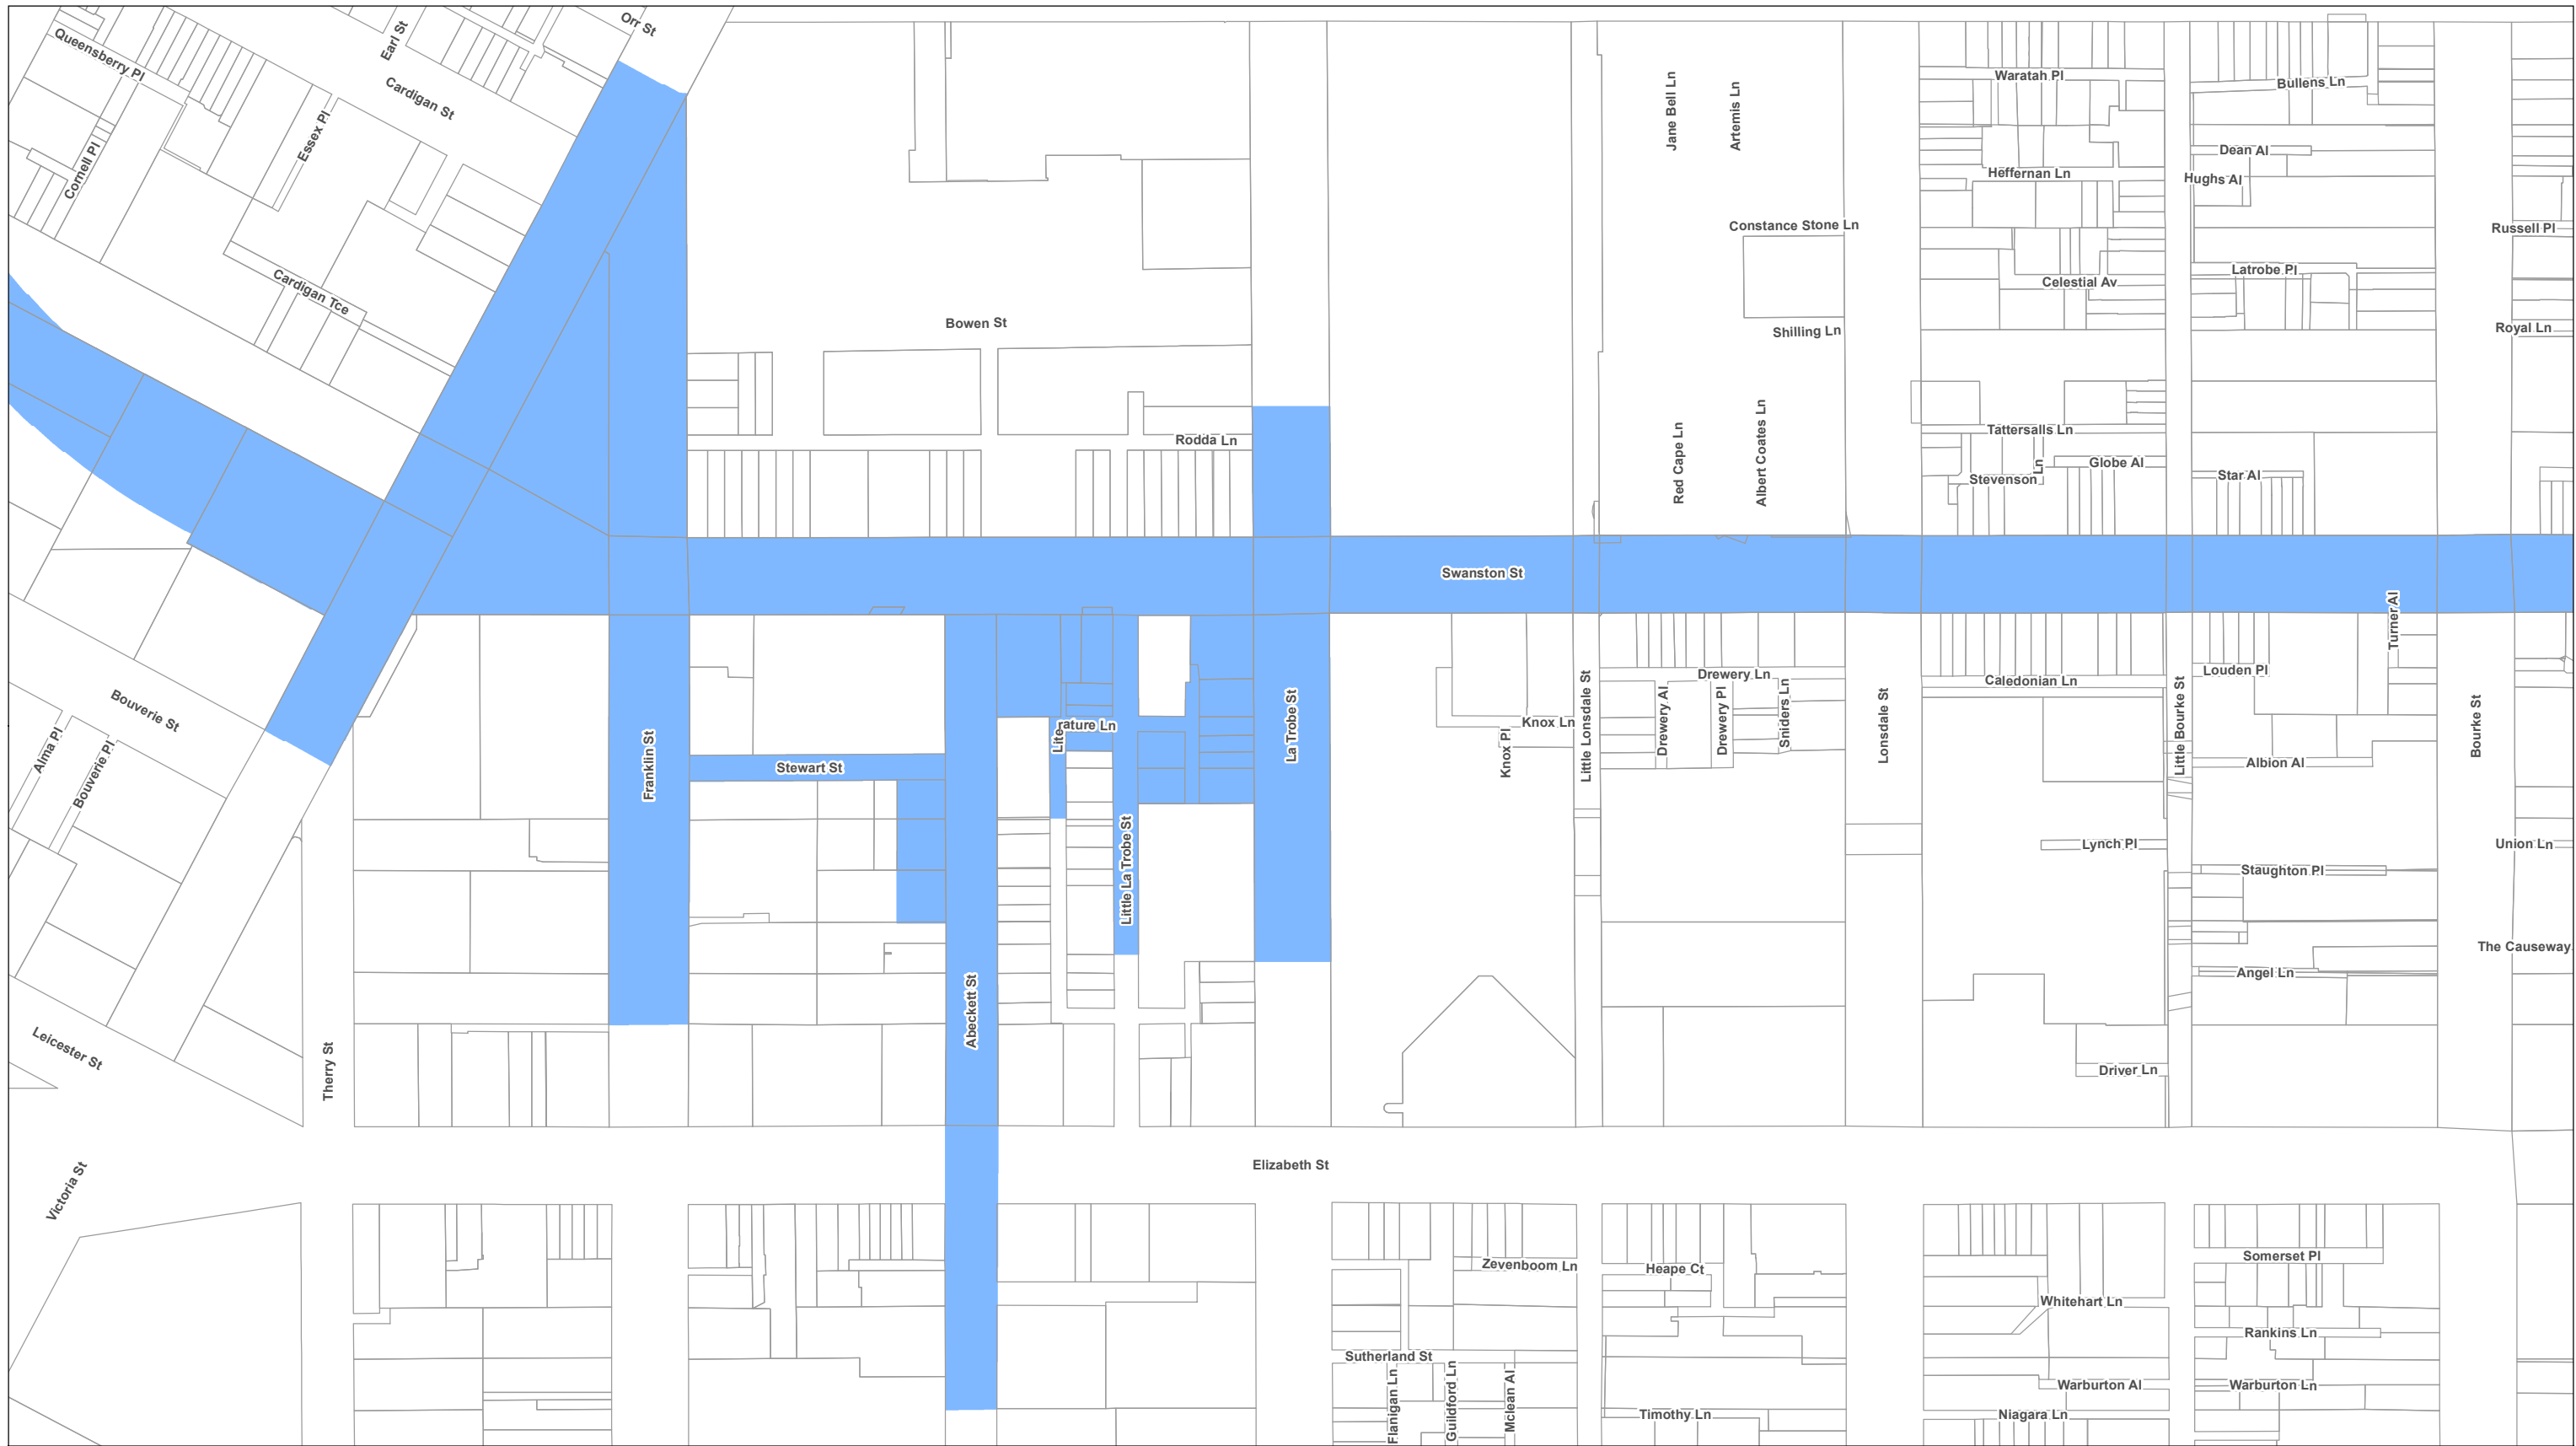 Orr St
Earl St
Queensberry Pl
Cardigan St
Essex Pl
Cornell Pl
Cardigan Tce
Bowen St
Rodda Ln
Jane Bell Ln
Artemis Ln
Constance Stone Ln
Shilling Ln
Red Cape Ln
Albert Coates Ln
Waratah Pl
Heffernan Ln
Celestial Av
Tattersalls Ln
Stevenson Ln
Globe Al
Bullens Ln
Dean Al
Hughs Al
Latrobe Pl
Star Al
Russell Pl
Royal Ln
Swanston St
Bouverie St
Alma Pl
Bouverie Pl
Leicester St
Therry St
Victoria St
Franklin St
Stewart St
Abeckett St
Literature Ln
Little La Trobe St
La Trobe St
Knox Ln
Knox Pl
Little Lonsdale St
Drewery Ln
Drewery Al
Drewery Pl
Sniders Ln
Lonsdale St
Caledonian Ln
Lynch Pl
Driver Ln
Little Bourke St
Louden Pl
Turner Al
Albion Al
Staughton Pl
Angel Ln
Bourke St
Union Ln
The Causeway
Elizabeth St
Zevenboom Ln
Sutherland St
Flanigan Ln
Guildford Ln
Mclean Al
Heape Ct
Timothy Ln
Whitehart Ln
Warburton Al
Niagara Ln
Somerset Pl
Rankins Ln
Warburton Ln